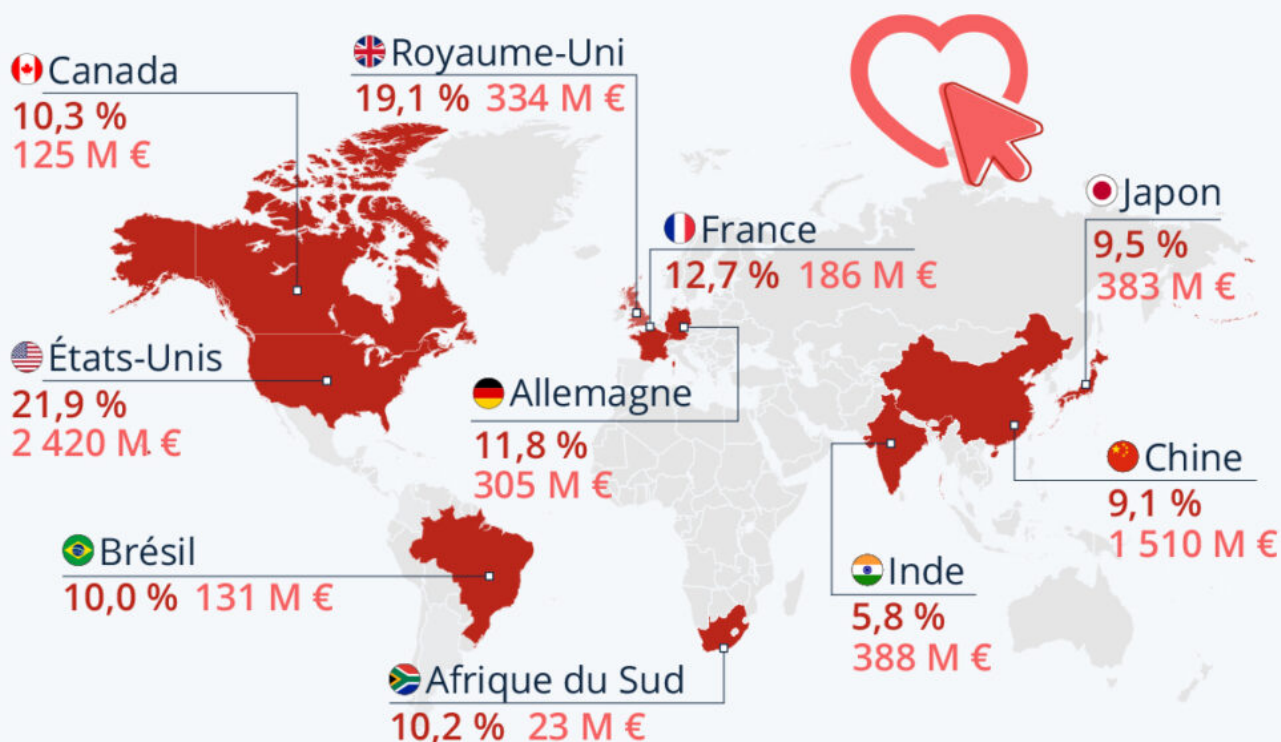 Canada
10,3 %
125 M €
Royaume-Uni
19,1 % 334 M €
France
12,7 % 186 M €
Japon
9,5 %
383 M €
États-Unis
21,9 %
2 420 M €
Allemagne
11,8 %
305 M €
Chine
9,1 %
1 510 M €
Brésil
10,0 % 131 M €
Inde
5,8 %
388 M €
Afrique du Sud
10,2 % 23 M €